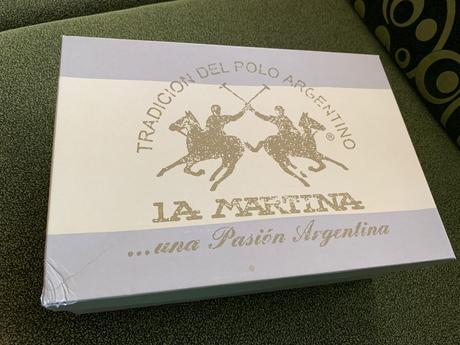 TRADICION DEL POLO ARGENTINO
®
LA MARTINA
...una Pasión Argentina